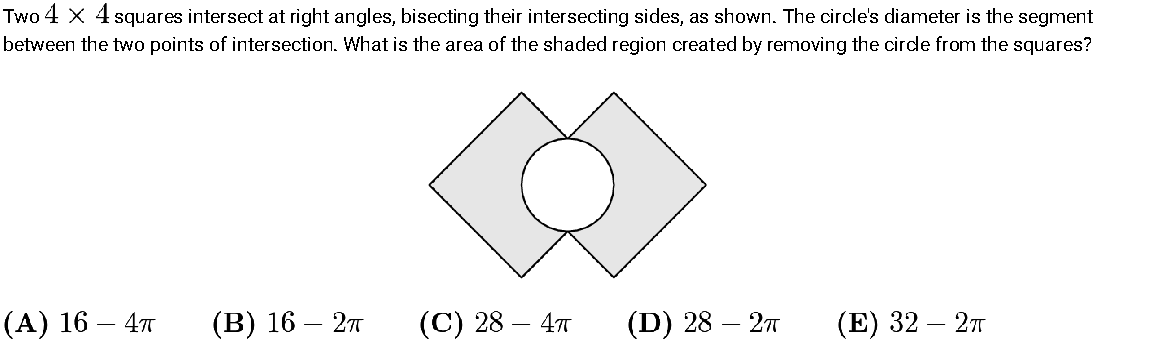 Two 4 × 4 squares intersect at right angles, bisecting their intersecting sides, as shown. The circle's diameter is the segment
between the two points of intersection. What is the area of the shaded region created by removing the circle from the squares?
(A) 16 − 4π (B) 16 − 2π (C) 28 − 4π (D) 28 − 2π (E) 32 − 2π